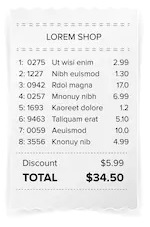 LOREM SHOP
1: 0275 Ut wisi enim 2.99
2: 1227 Nibh euismod 1.30
3: 0942 Rdol magna 17.0
4: 0257 Mnonuy nibh 6.99
5: 1693 Kaoreet dolore 1.2
6: 9463 Taliquam erat 5.10
7: 0059 Aeuismod 10.0
8: 3556 Knonuy nib 4.99
Discount $5.99
TOTAL $34.50